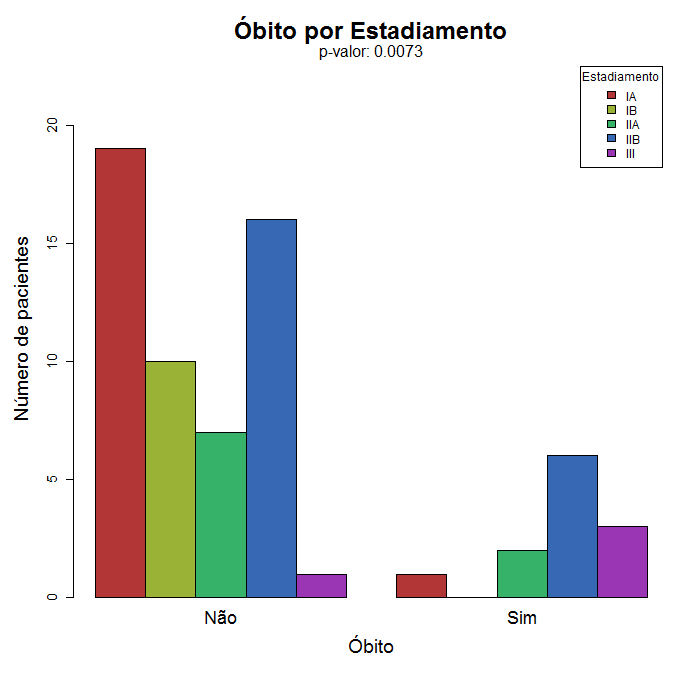 Óbito por Estadiamento
p-valor: 0.0073
Estadiamento
IA
IB
IIA
IIB
III
Número de pacientes
20
15
10
5
0
Não
Sim
Óbito